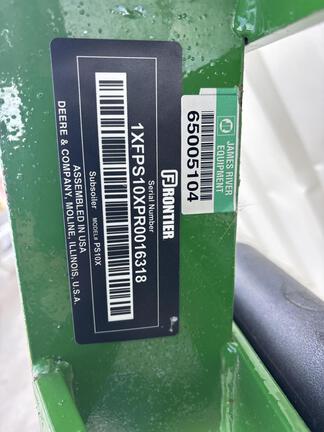 JAMES RIVER
EQUIPMENT
65005104
FRONTIER
Serial Number
1XFPS10XPR0016318
Subsoiler MODEL# PS10X
ASSEMBLED IN USA
DEERE & COMPANY, MOLINE, ILLINOIS, U.S.A.